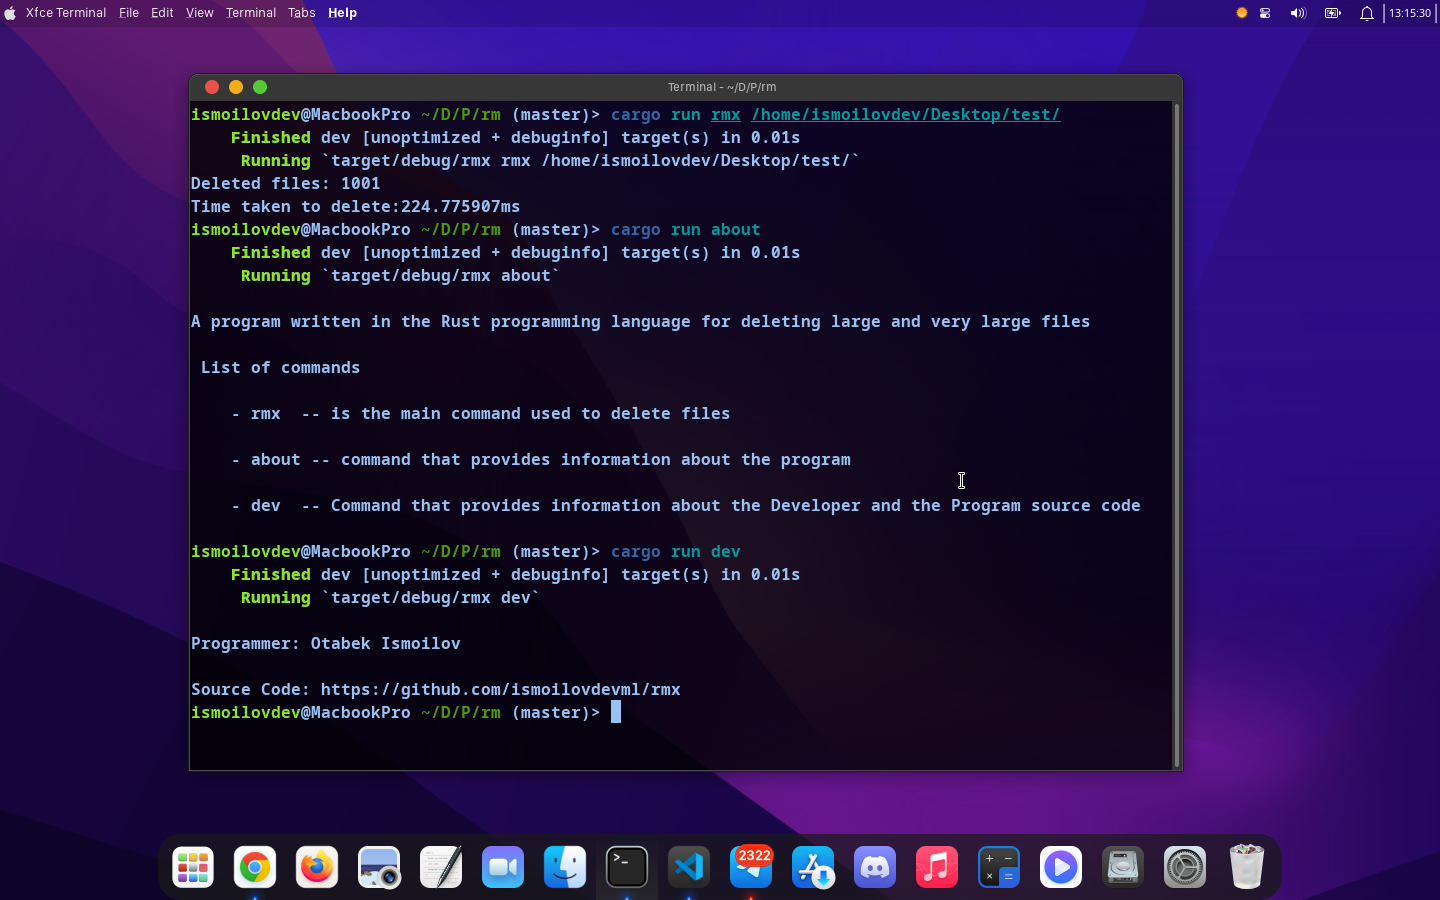 Xfce Terminal File Edit View Terminal Tabs Help 13:15:30
Terminal - ~/D/P/rm
ismoilovdev@MacbookPro ~/D/P/rm (master)> cargo run rmx /home/ismoilovdev/Desktop/test/
Finished dev [unoptimized + debuginfo] target(s) in 0.01s
Running `target/debug/rmx rmx /home/ismoilovdev/Desktop/test/`
Deleted files: 1001
Time taken to delete:224.775907ms
ismoilovdev@MacbookPro ~/D/P/rm (master)> cargo run about
Finished dev [unoptimized + debuginfo] target(s) in 0.01s
Running `target/debug/rmx about`
A program written in the Rust programming language for deleting large and very large files
List of commands
- rmx -- is the main command used to delete files
- about -- command that provides information about the program
- dev -- Command that provides information about the Developer and the Program source code
ismoilovdev@MacbookPro ~/D/P/rm (master)> cargo run dev
Finished dev [unoptimized + debuginfo] target(s) in 0.01s
Running `target/debug/rmx dev`
Programmer: Otabek Ismoilov
Source Code: https://github.com/ismoilovdevml/rmx
ismoilovdev@MacbookPro ~/D/P/rm (master)>
2322